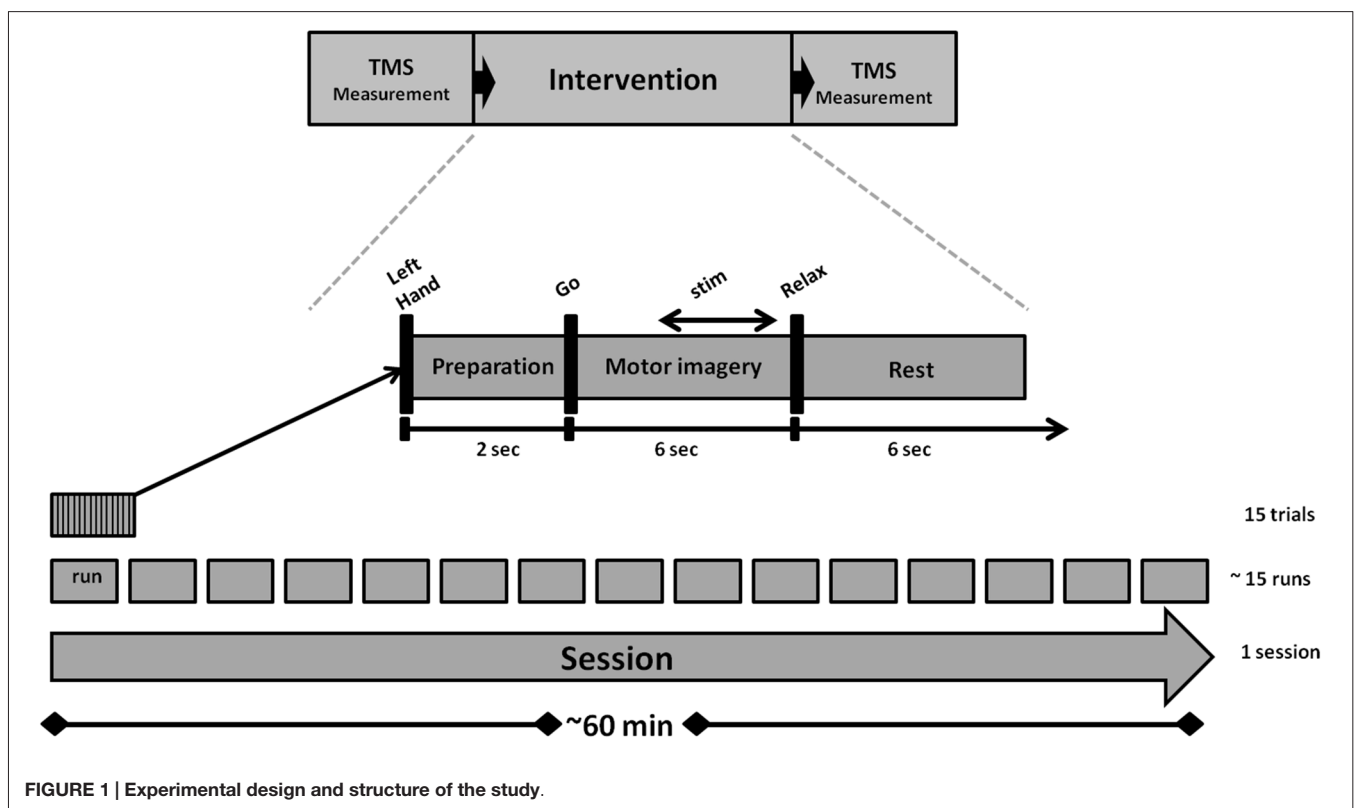 TMS
Measurement
Intervention
TMS
Measurement
Left
Hand
Go
stim
Relax
Preparation
Motor imagery
Rest
2 sec
6 sec
6 sec
15 trials
run
~ 15 runs
Session
1 session
~60 min
FIGURE 1 | Experimental design and structure of the study.